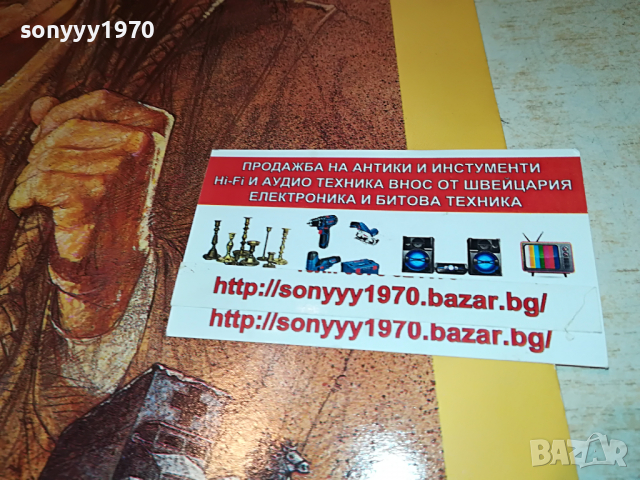 sonyyy1970
ПРОДАЖБА НА АНТИКИ И ИНСТУМЕНТИ
Hi-Fi И АУДИО ТЕХНИКА ВНОС ОТ ШВЕЙЦАРИЯ
ЕЛЕКТРОНИКА И БИТОВА ТЕХНИКА
http://sonyyy1970.bazar.bg/
http://sonyyy1970.bazar.bg/
BAZAR
bg